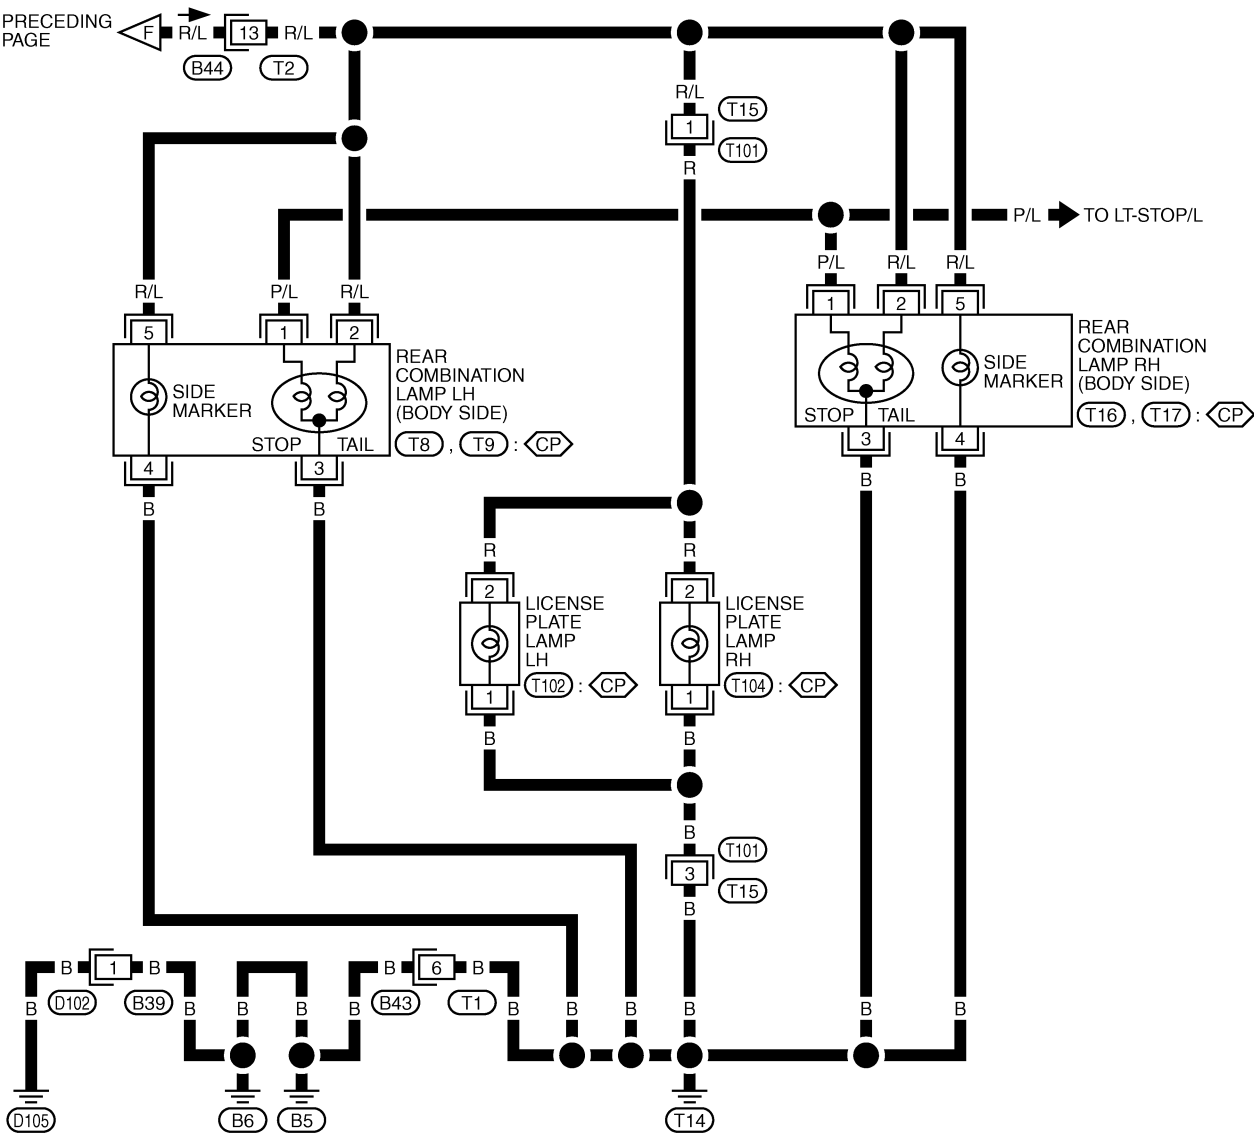 PRECEDING
PAGE
F
R/L
13
R/L
B44
T2
R/L
1
T15
T101
R
P/L
TO LT-STOP/L
R/L
P/L
R/L
P/L
R/L
R/L
5
1
2
1
2
5
SIDE
MARKER
STOP
TAIL
4
3
REAR
COMBINATION
LAMP LH
(BODY SIDE)
T8 , T9 : CP
SIDE
MARKER
STOP
TAIL
3
4
REAR
COMBINATION
LAMP RH
(BODY SIDE)
T16 , T17 : CP
B
B
B
B
R
R
2
LICENSE
PLATE
LAMP
LH
T102 : CP
1
2
LICENSE
PLATE
LAMP
RH
T104 : CP
1
B
B
B
T101
3
T15
B
B
1
B
B
6
B
D102
B39
B43
T1
B
B
B
B
B
B
B
B
B
B
B
D105
B6
B5
T14